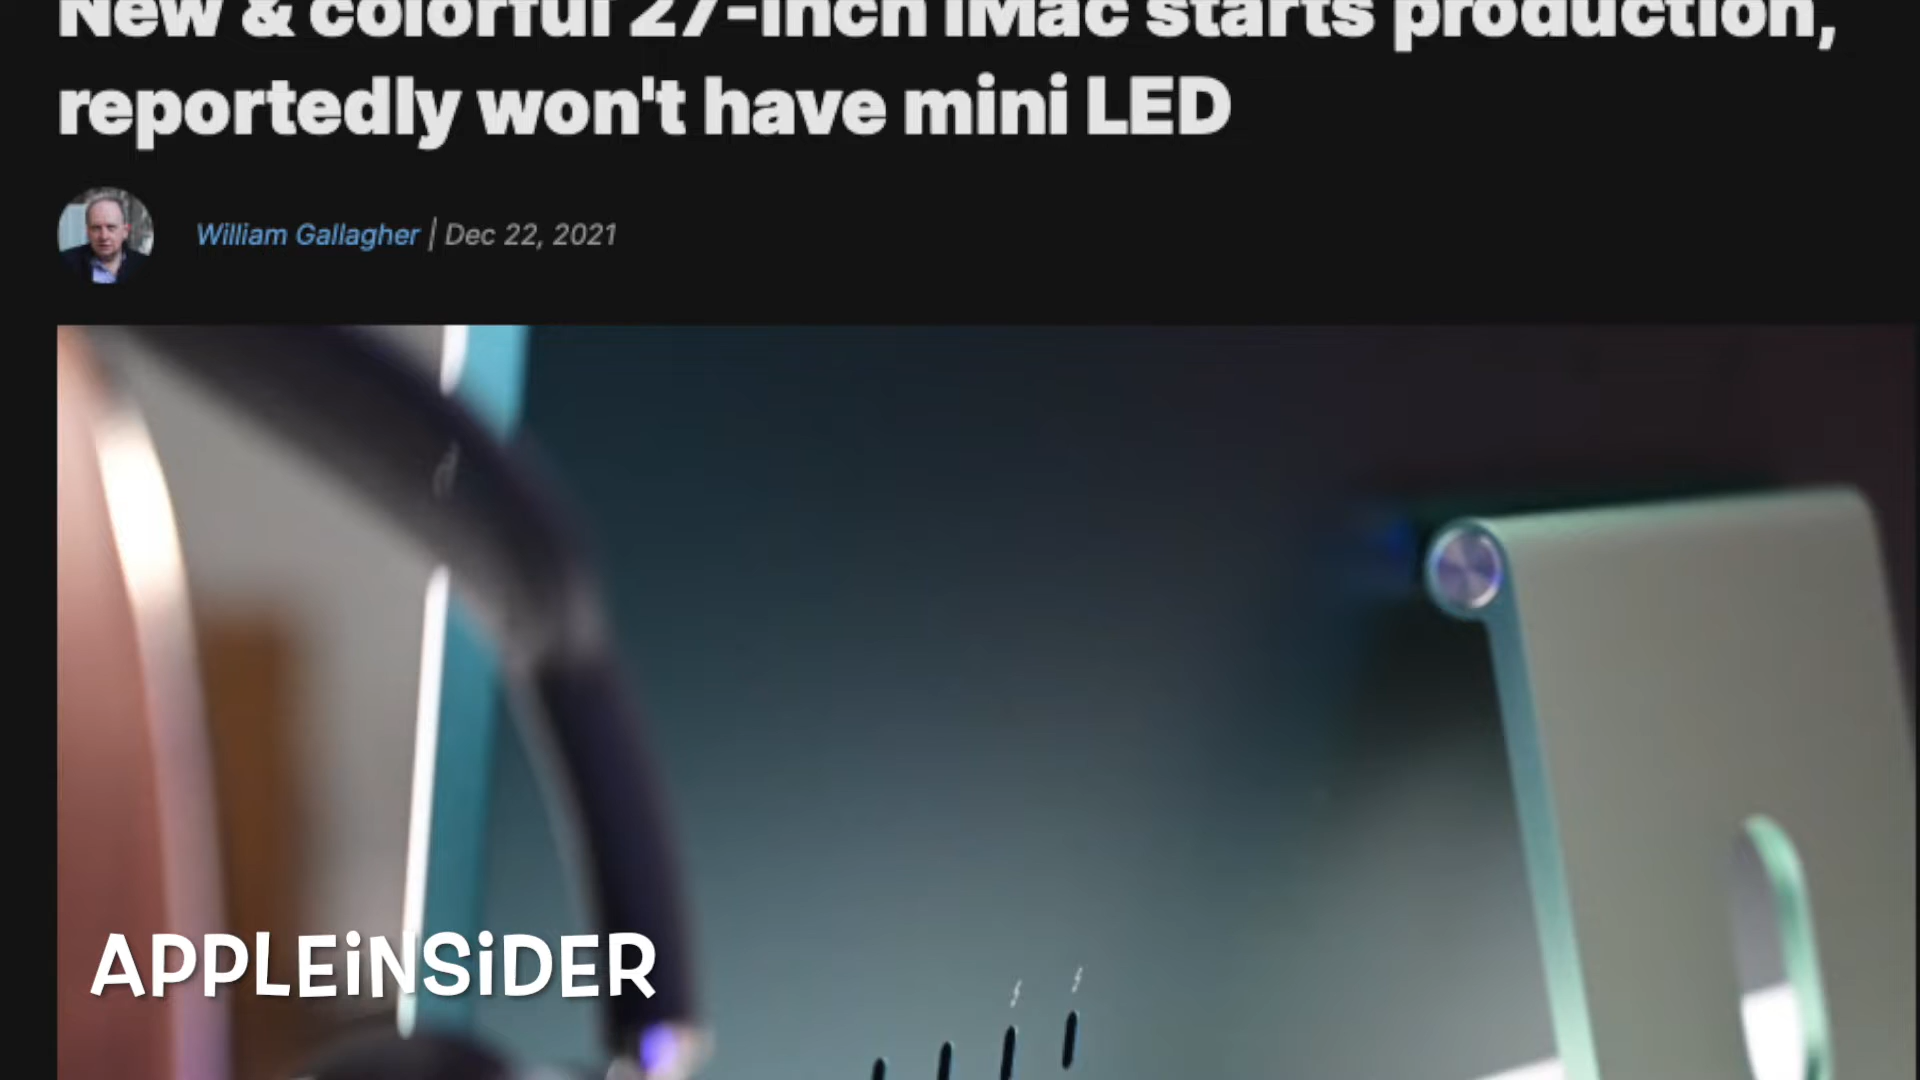 New & colorful 27-inch iMac starts production,
reportedly won't have mini LED
William Gallagher | Dec 22, 2021
APPLEiNSiDER